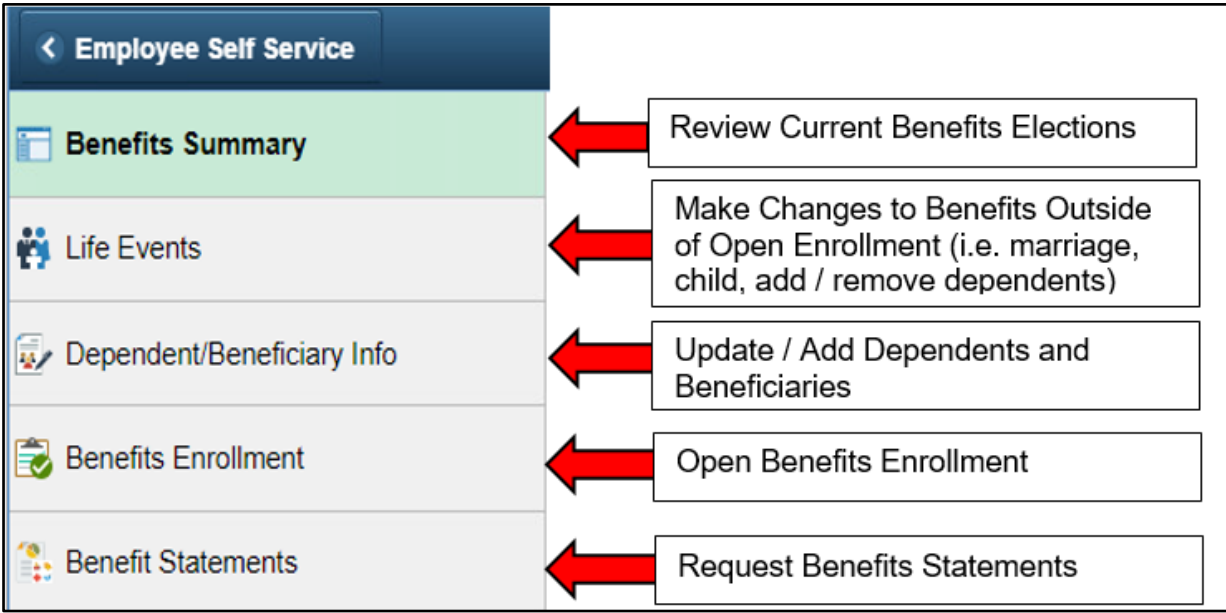 Employee Self Service
Benefits Summary
Review Current Benefits Elections
Life Events
Make Changes to Benefits Outside
of Open Enrollment (i.e. marriage,
child, add / remove dependents)
Dependent/Beneficiary Info
Update / Add Dependents and
Beneficiaries
Benefits Enrollment
Open Benefits Enrollment
Benefit Statements
Request Benefits Statements